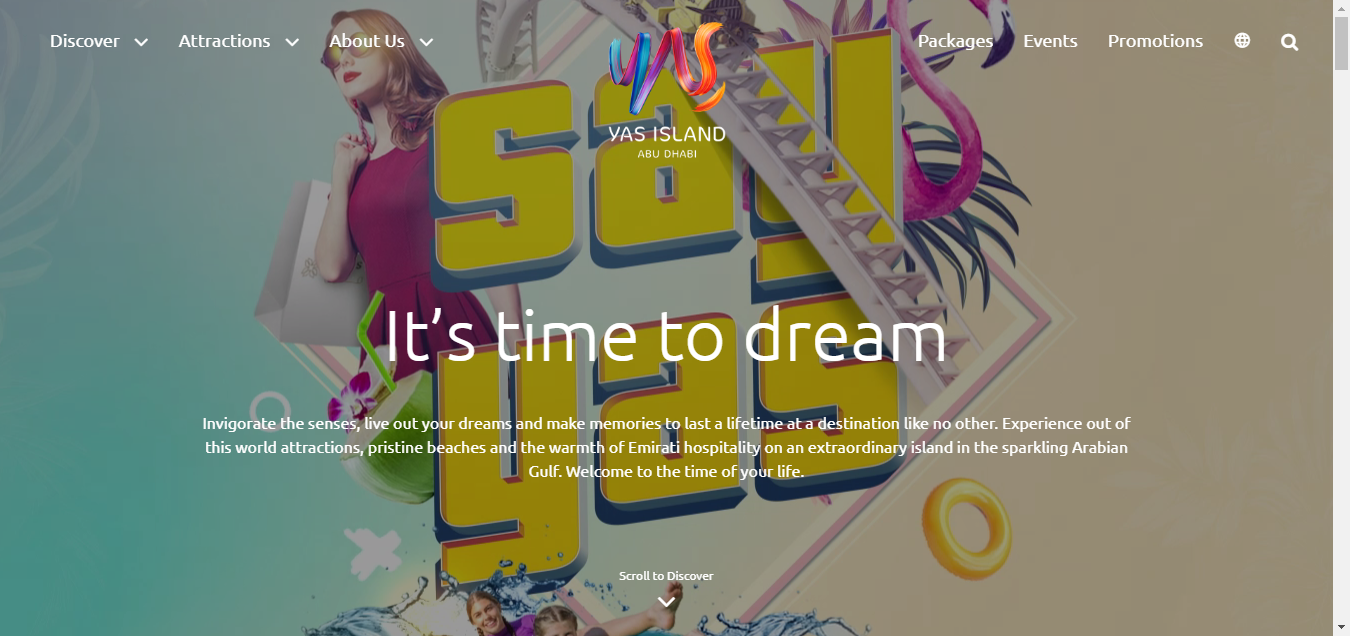 Discover
Attractions
About Us
YAS
YAS ISLAND
ABU DHABI
Packages
Events
Promotions
say
yas
It's time to dream
Invigorate the senses, live out your dreams and make memories to last a lifetime at a destination like no other. Experience out of
this world attractions, pristine beaches and the warmth of Emirati hospitality on an extraordinary island in the sparkling Arabian
Gulf. Welcome to the time of your life.
Scroll to Discover